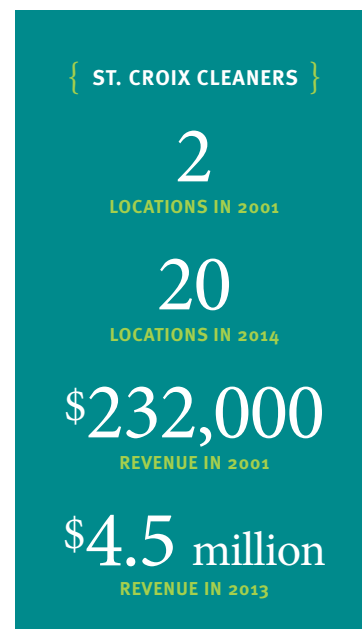 { ST. CROIX CLEANERS }
2
LOCATIONS IN 2001
20
LOCATIONS IN 2014
$232,000
REVENUE IN 2001
$4.5 million
REVENUE IN 2013